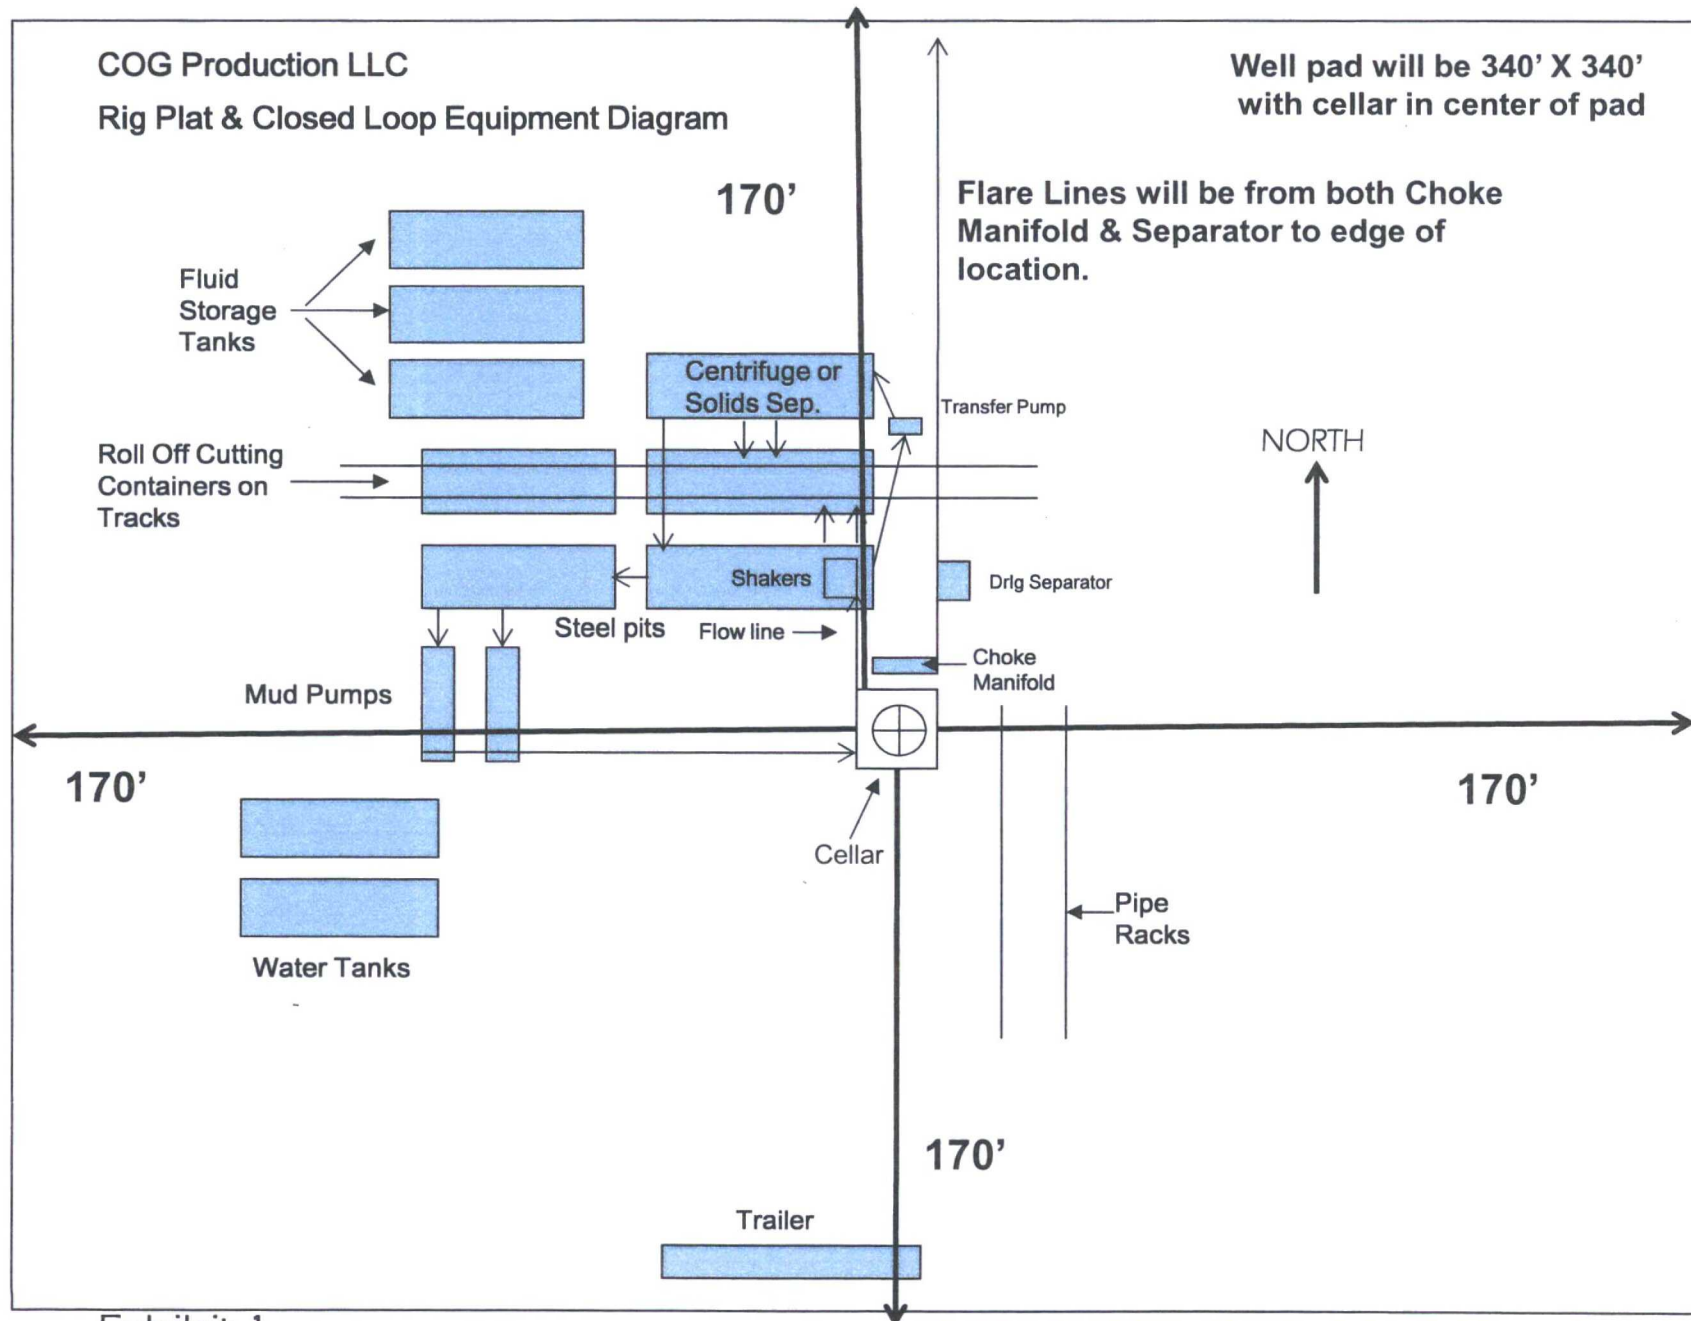 COG Production LLC
Rig Plat & Closed Loop Equipment Diagram
Well pad will be 340' X 340'
with cellar in center of pad
170'
Flare Lines will be from both Choke
Manifold & Separator to edge of
location.
Fluid
Storage
Tanks
Centrifuge or
Solids Sep.
Transfer Pump
NORTH
Roll Off Cutting
Containers on
Tracks
Shakers
Drlg Separator
Steel pits
Flow line
Choke
Manifold
Mud Pumps
170'
170'
Cellar
Pipe
Racks
Water Tanks
170'
Trailer
Exhibit 1